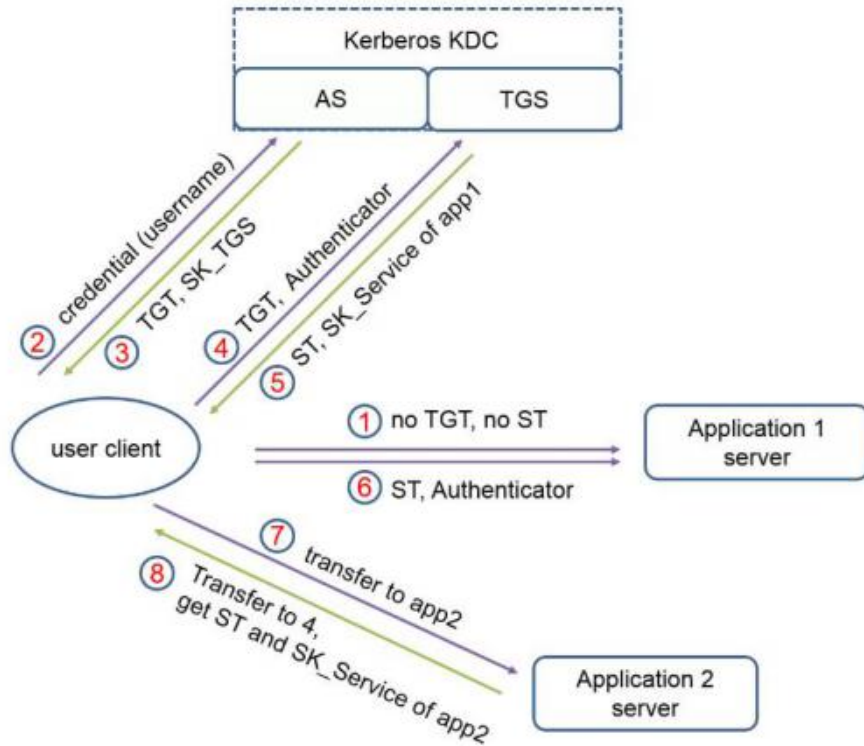 Kerberos KDC
AS
TGS
② credential (username)
③ TGT, SK_TGS
④ TGT, Authenticator
⑤ ST, SK_Service of app1
user client
① no TGT, no ST
⑥ ST, Authenticator
Application 1
server
⑦ transfer to app2
⑧ Transfer to 4,
get ST and SK_Service of app2
Application 2
server